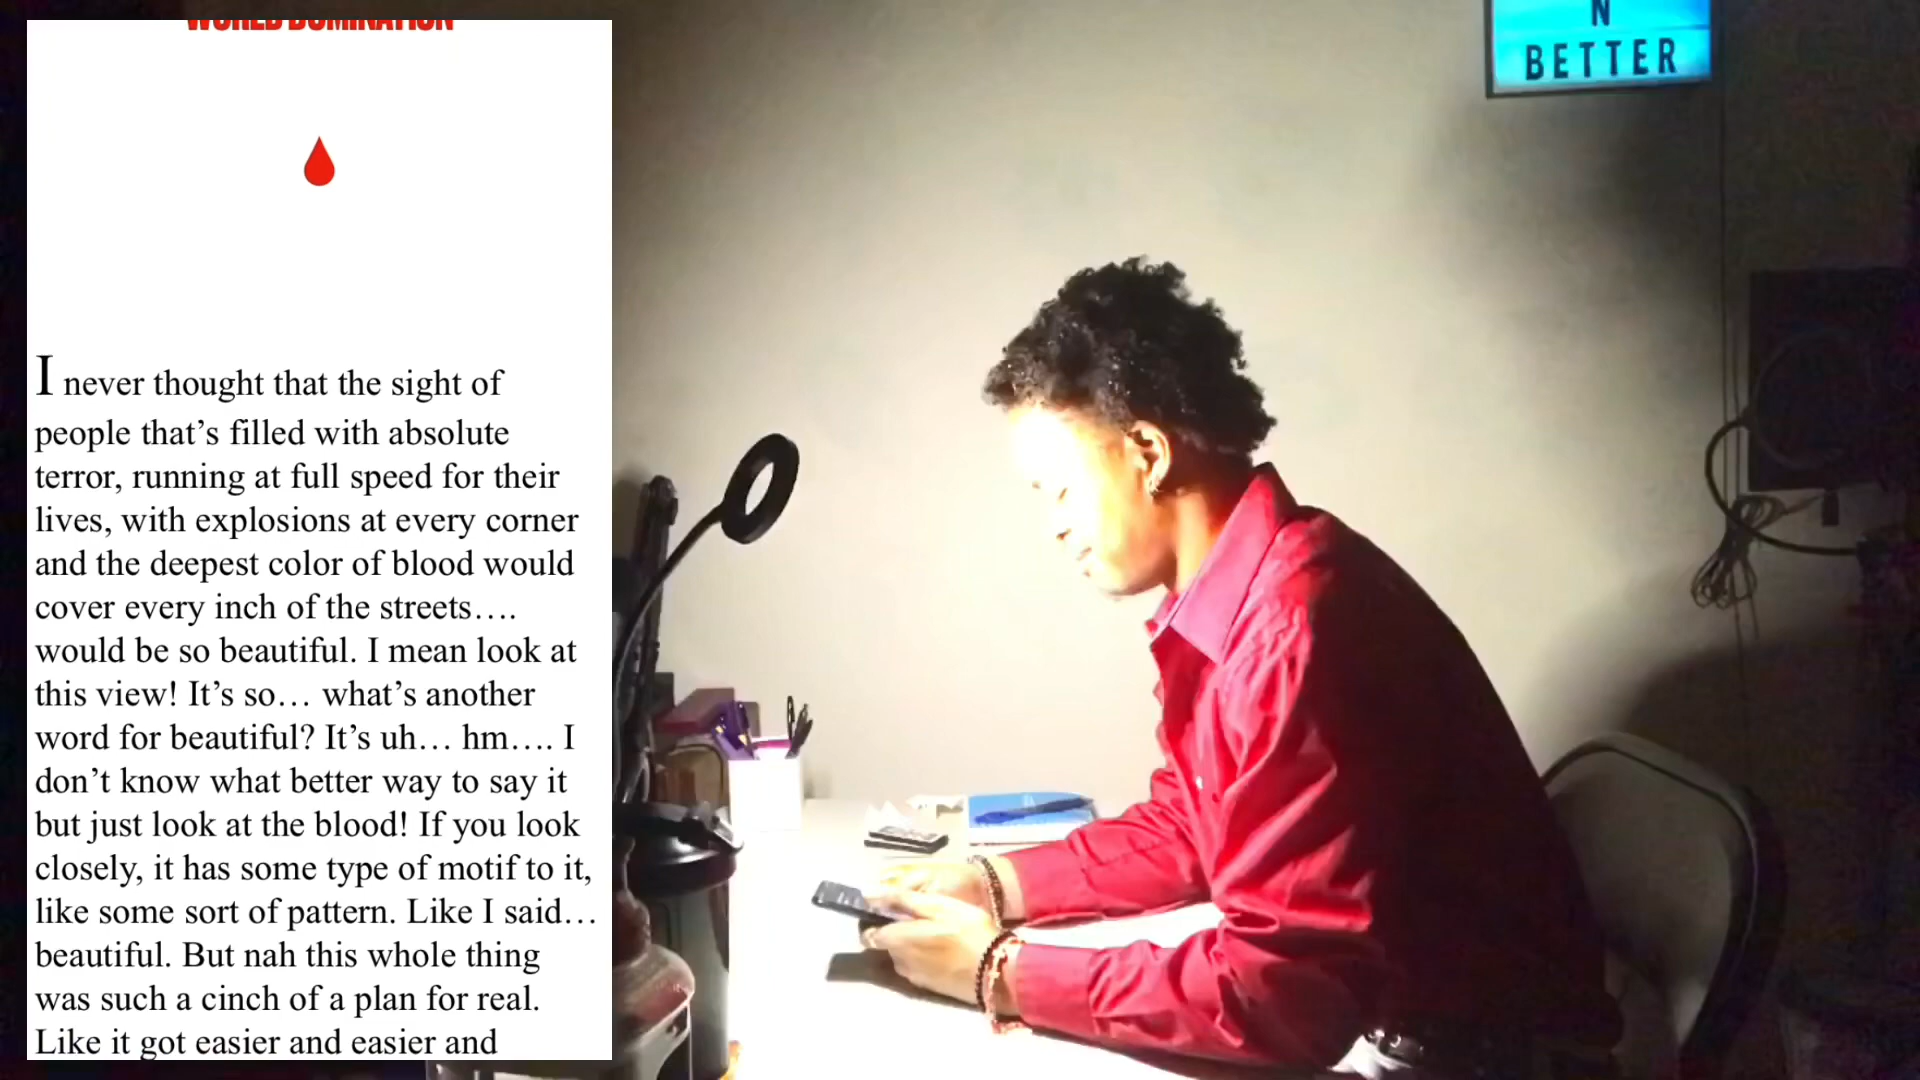 WORLD DOMINATION
I never thought that the sight of
people that’s filled with absolute
terror, running at full speed for their
lives, with explosions at every corner
and the deepest color of blood would
cover every inch of the streets….
would be so beautiful. I mean look at
this view! It’s so… what’s another
word for beautiful? It’s uh… hm…. I
don’t know what better way to say it
but just look at the blood! If you look
closely, it has some type of motif to it,
like some sort of pattern. Like I said…
beautiful. But nah this whole thing
was such a cinch of a plan for real.
Like it got easier and easier and
N
BETTER